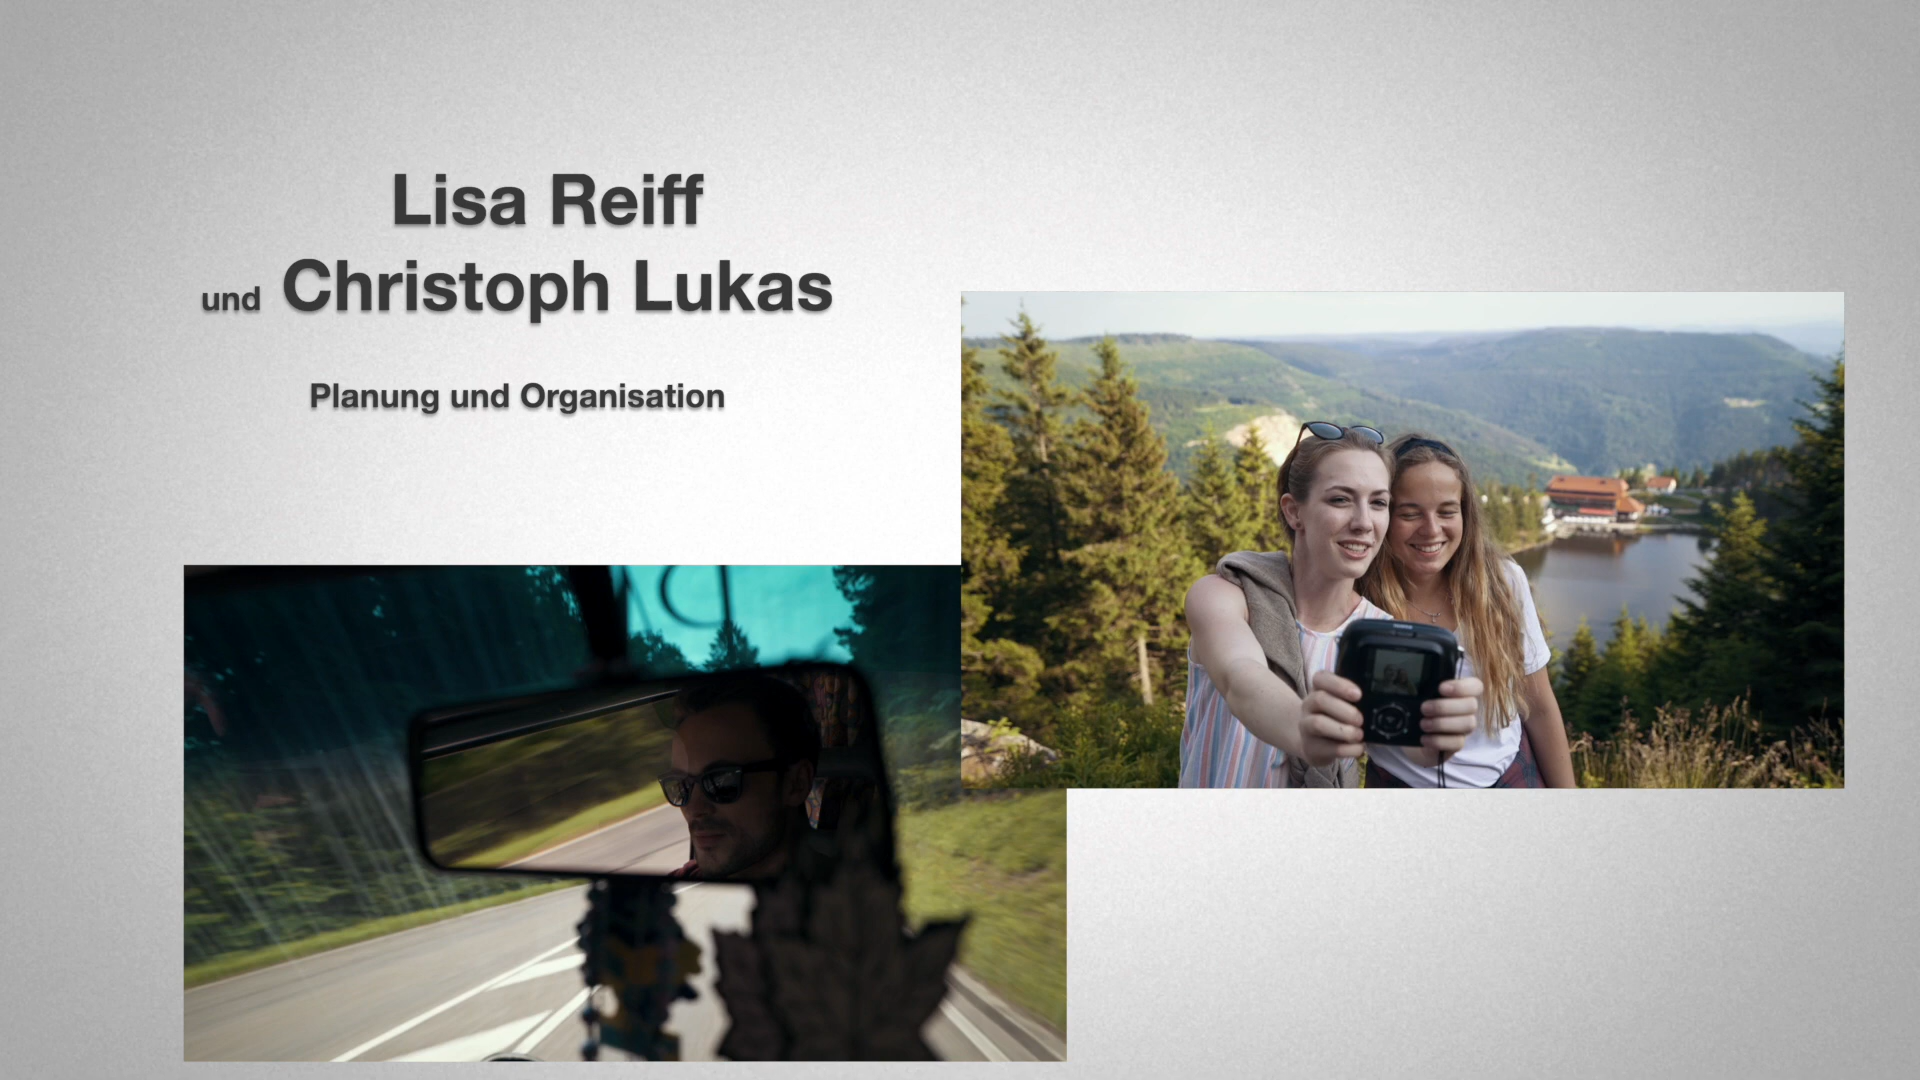 Lisa Reiff
und Christoph Lukas
Planung und Organisation